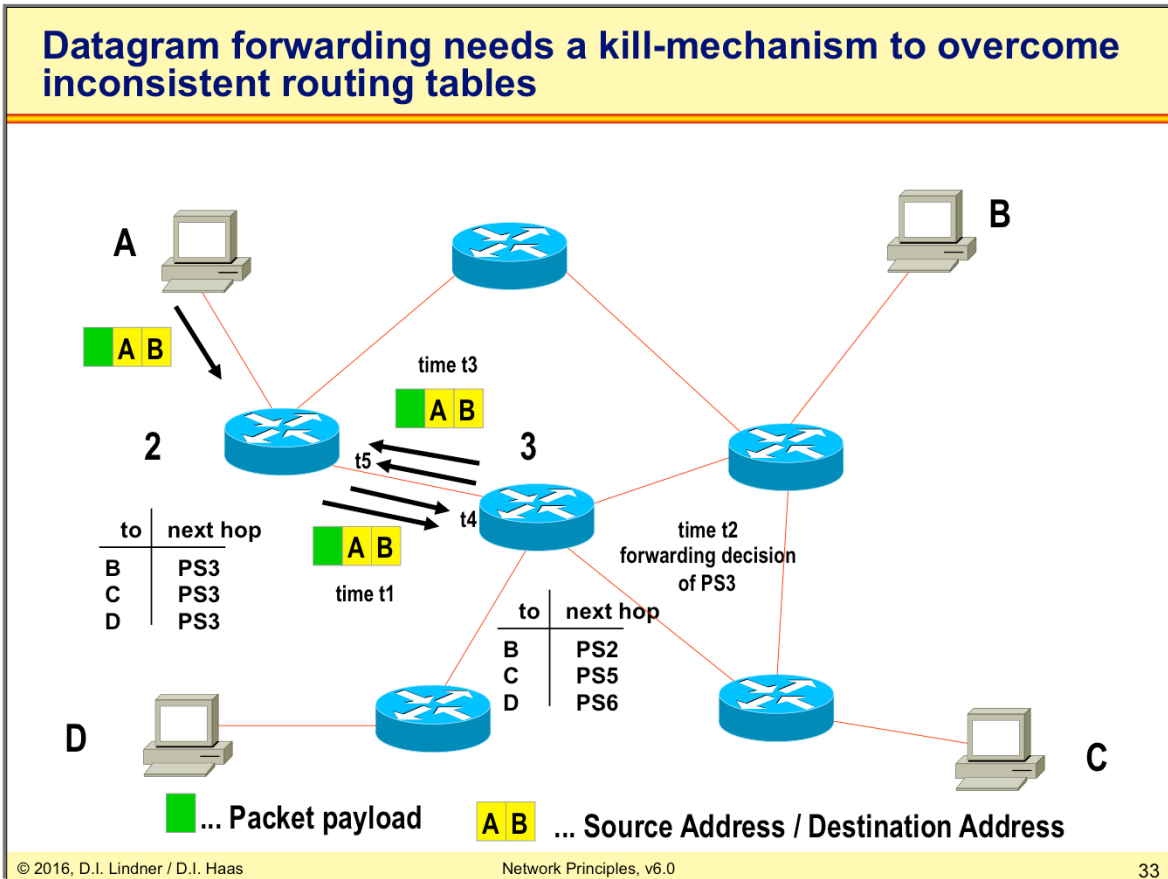 Datagram forwarding needs a kill-mechanism to overcome
inconsistent routing tables
A
B
A B
time t3
A B
2
3
t5
t4
A B
time t1
time t2
forwarding decision
of PS3
to next hop
B PS3
C PS3
D PS3
to next hop
B PS2
C PS5
D PS6
D
C
... Packet payload
A B ... Source Address / Destination Address
© 2016, D.I. Lindner / D.I. Haas
Network Principles, v6.0
33